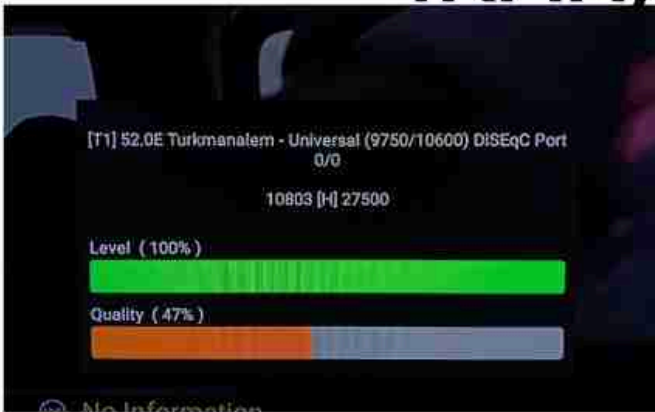 [T1] 52.0E Turkmanalem - Universal (9750/10600) DiSEqC Port
0/0
10803 [H] 27500
Level ( 100% )
Quality ( 47% )
No Information